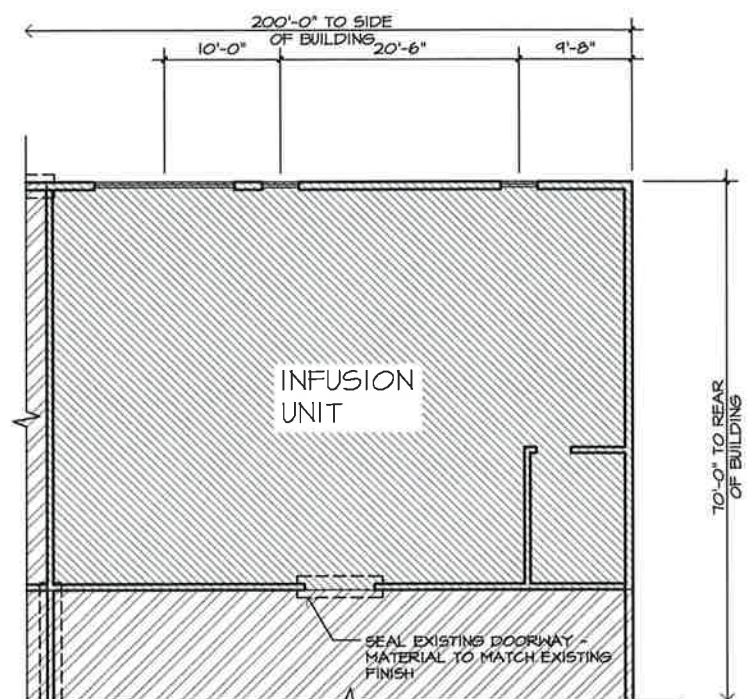 200'-0" TO SIDE
OF BUILDING
10'-0"
20'-6"
9'-8"
INFUSION
UNIT
70'-0" TO REAR
OF BUILDING
SEAL EXISTING DOORWAY -
MATERIAL TO MATCH EXISTING
FINISH